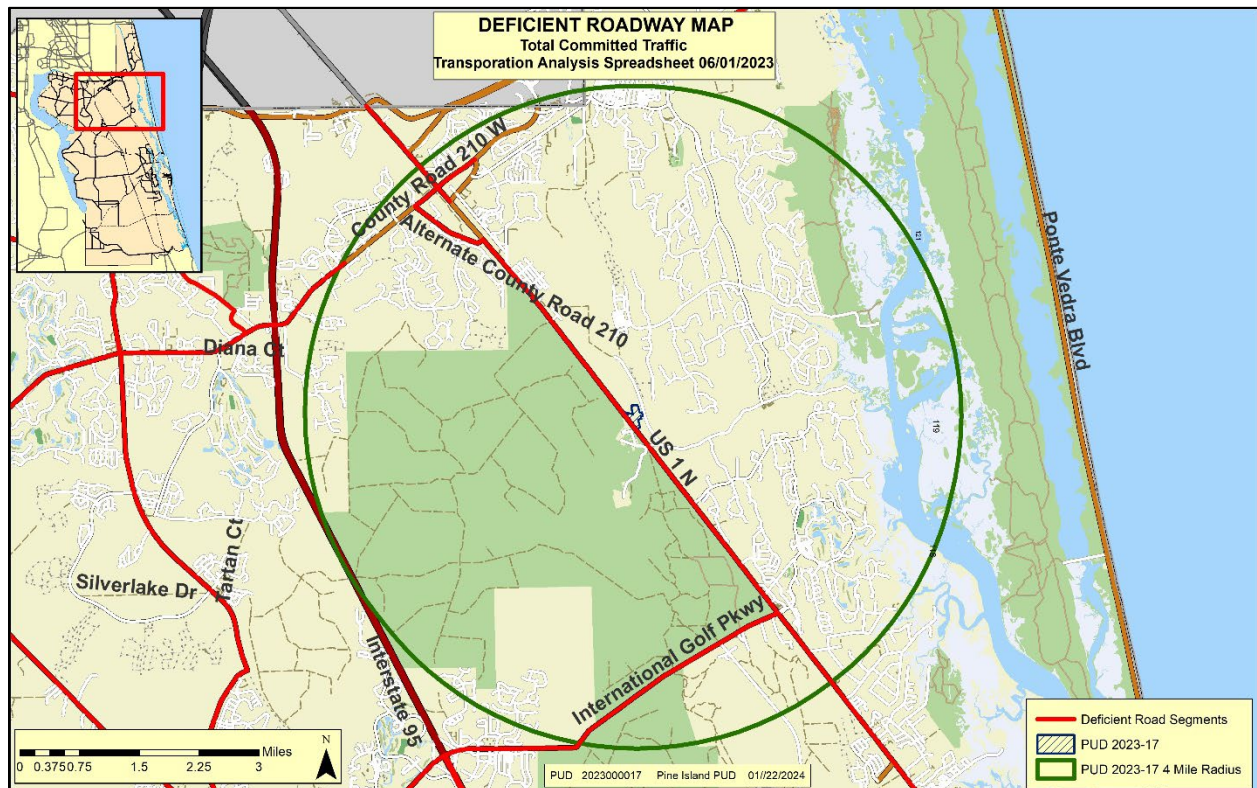 DEFICIENT ROADWAY MAP
Total Committed Traffic
Transporation Analysis Spreadsheet 06/01/2023
County Road 210 W
Alternate County Road 210
Diana Ct
US 1 N
Ponte Vedra Blvd
121
119
118
Silverlake Dr
Tartan Ct
Interstate 95
International Golf Pkwy
0 0.375 0.75 1.5 2.25 3 Miles
N
PUD 2023000017 Pine Island PUD 01//22/2024
Deficient Road Segments
PUD 2023-17
PUD 2023-17 4 Mile Radius